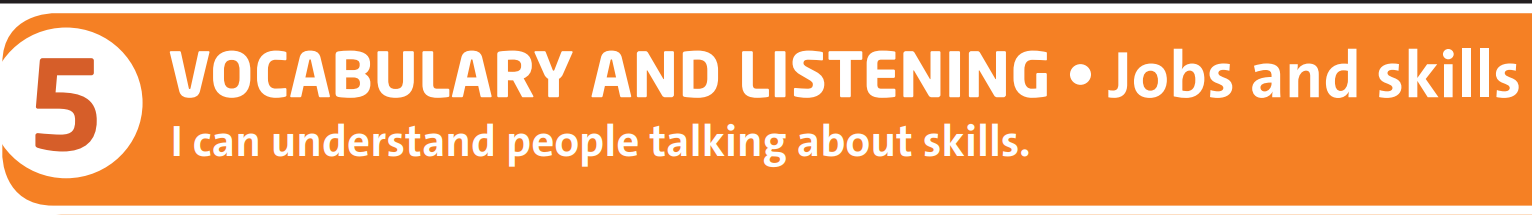 5
VOCABULARY AND LISTENING • Jobs and skills
I can understand people talking about skills.